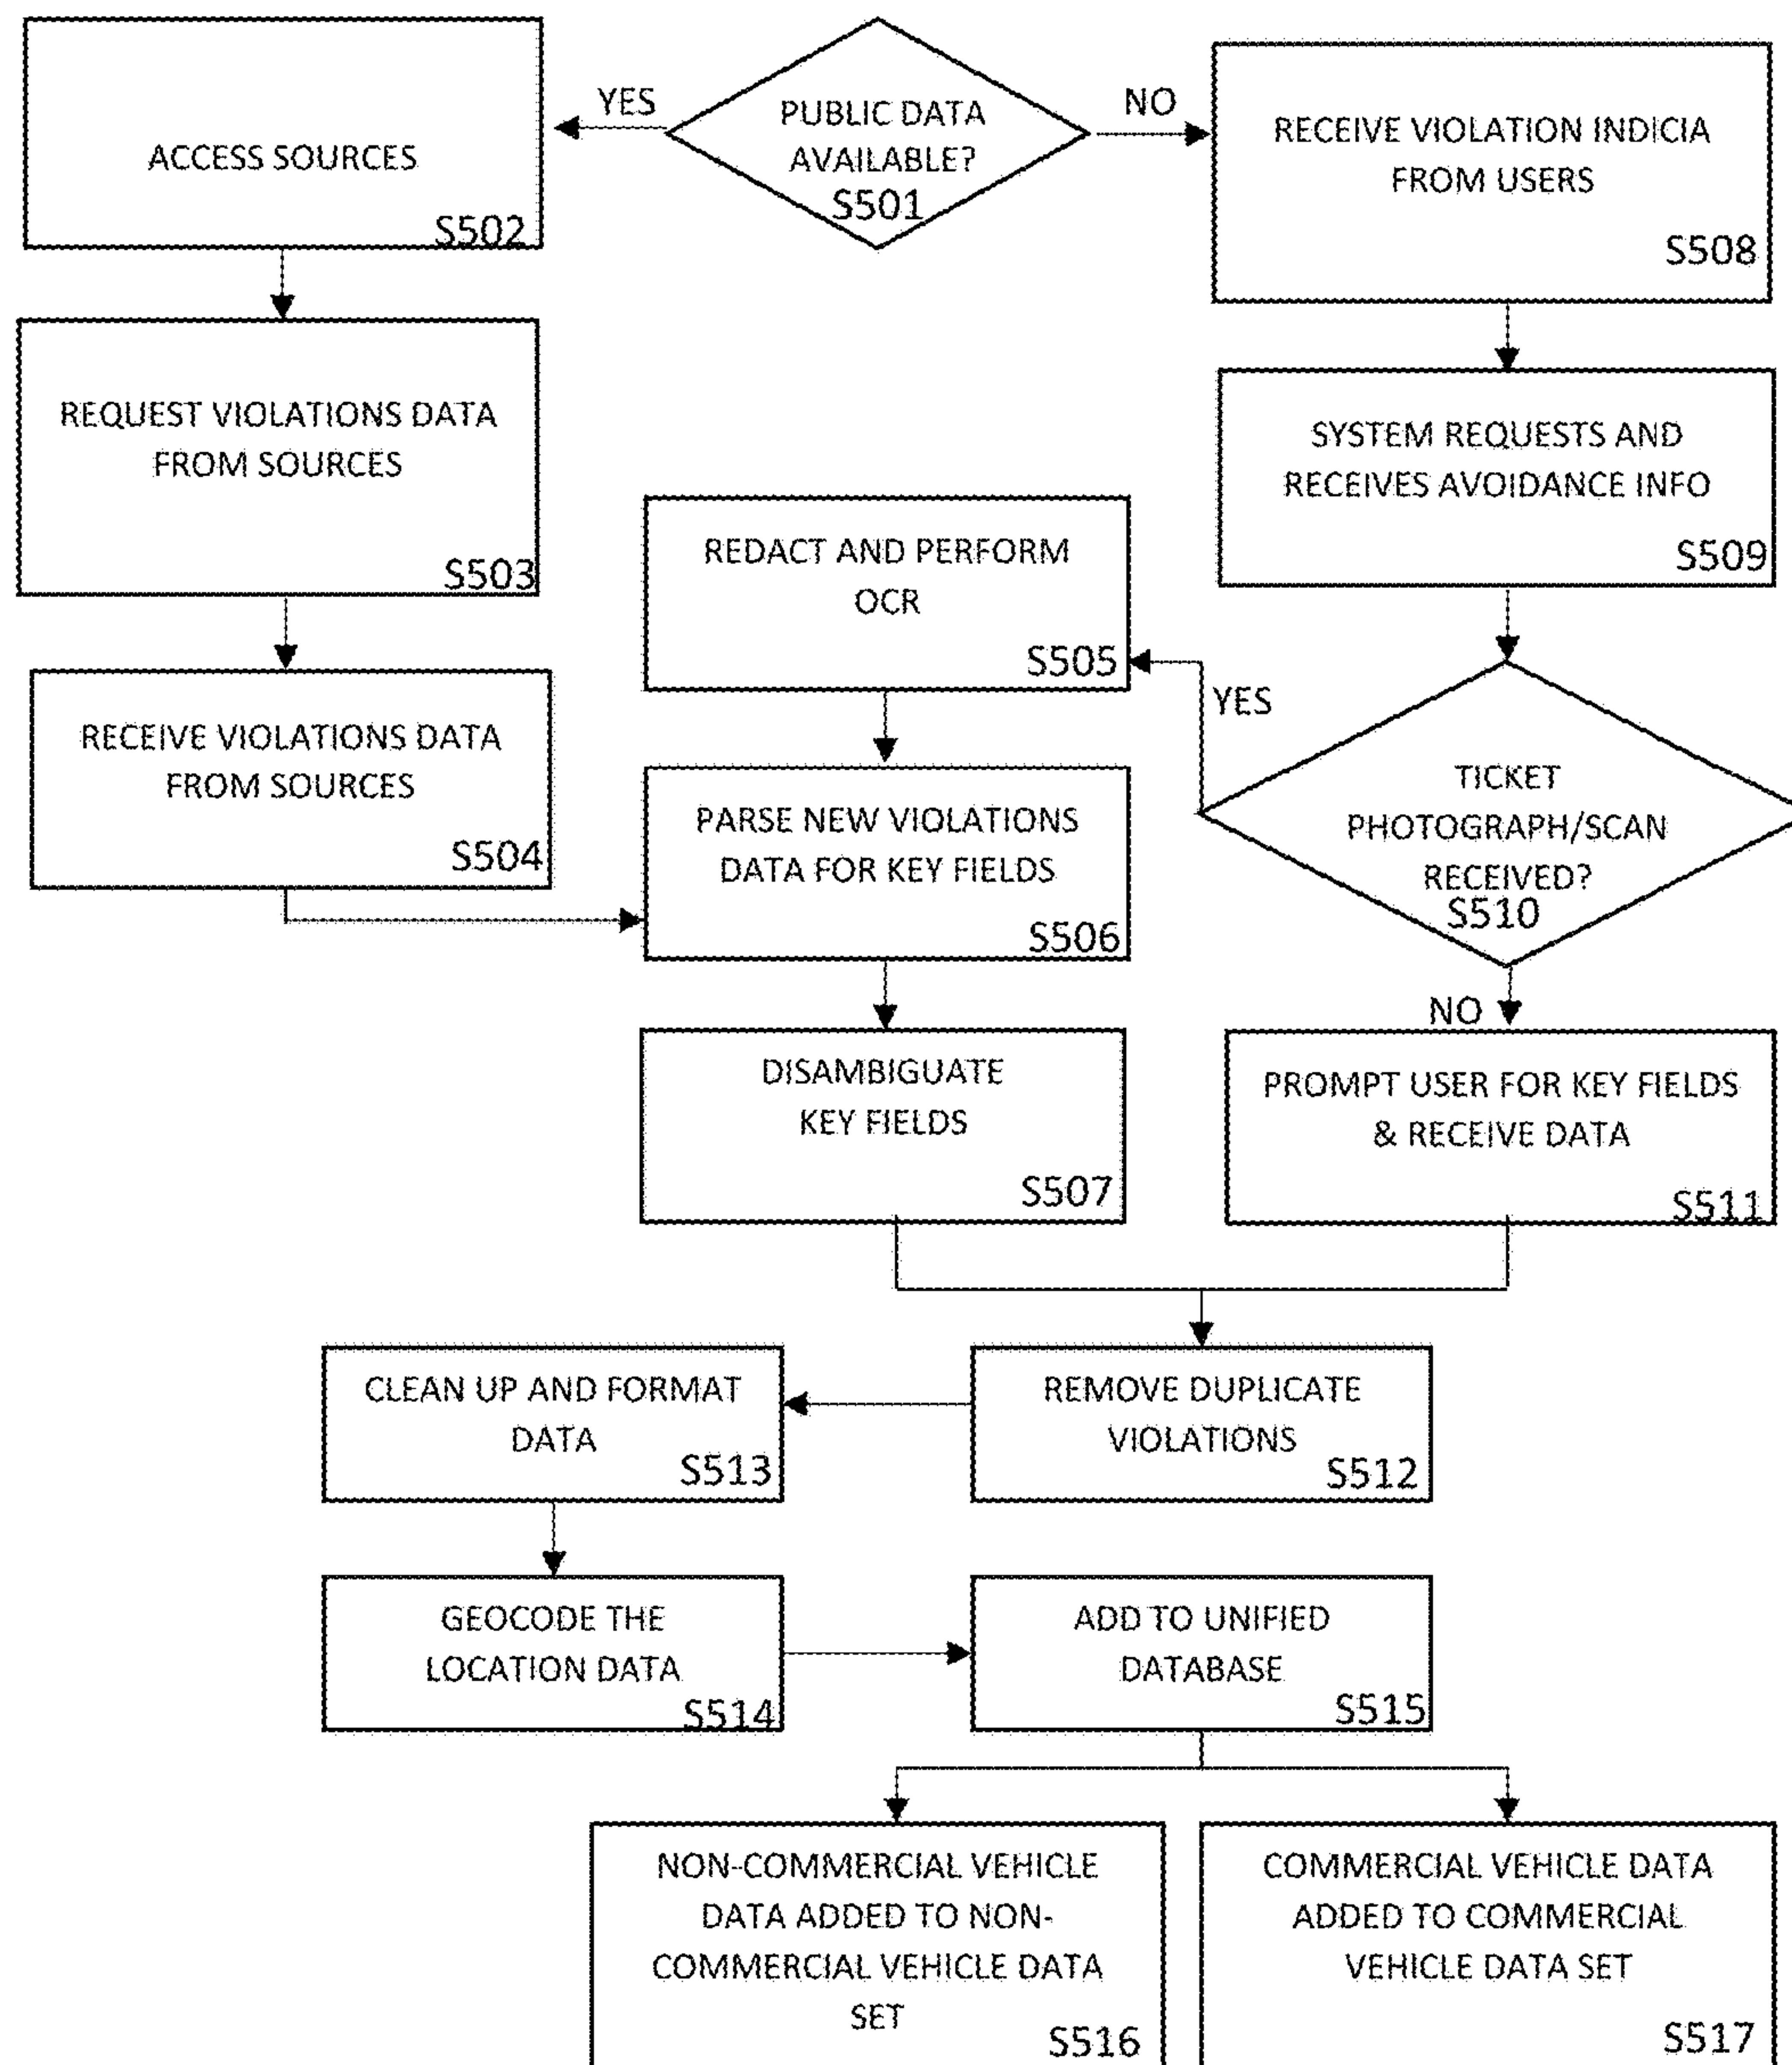 PUBLIC DATA
AVAILABLE?
S501
YES
NO
ACCESS SOURCES
S502
REQUEST VIOLATIONS DATA
FROM SOURCES
S503
RECEIVE VIOLATIONS DATA
FROM SOURCES
S504
RECEIVE VIOLATION INDICIA
FROM USERS
S508
SYSTEM REQUESTS AND
RECEIVES AVOIDANCE INFO
S509
TICKET
PHOTOGRAPH/SCAN
RECEIVED?
S510
YES
NO
REDACT AND PERFORM
OCR
S505
PARSE NEW VIOLATIONS
DATA FOR KEY FIELDS
S506
DISAMBIGUATE
KEY FIELDS
S507
PROMPT USER FOR KEY FIELDS
& RECEIVE DATA
S511
REMOVE DUPLICATE
VIOLATIONS
S512
CLEAN UP AND FORMAT
DATA
S513
GEOCODE THE
LOCATION DATA
S514
ADD TO UNIFIED
DATABASE
S515
NON-COMMERCIAL VEHICLE
DATA ADDED TO NON-
COMMERCIAL VEHICLE DATA
SET
S516
COMMERCIAL VEHICLE DATA
ADDED TO COMMERCIAL
VEHICLE DATA SET
S517